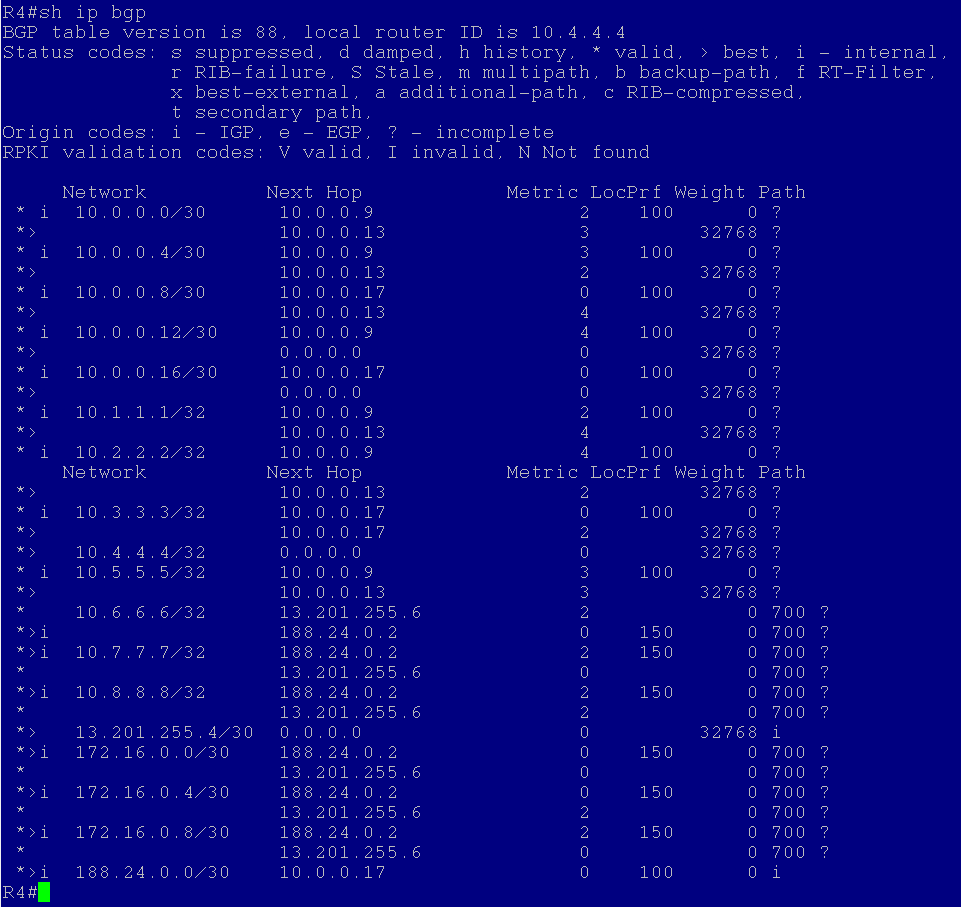 R4#sh ip bgp
BGP table version is 88, local router ID is 10.4.4.4
Status codes: s suppressed, d damped, h history, * valid, > best, i - internal,
              r RIB-failure, S Stale, m multipath, b backup-path, f RT-Filter,
              x best-external, a additional-path, c RIB-compressed,
              t secondary path,
Origin codes: i - IGP, e - EGP, ? - incomplete
RPKI validation codes: V valid, I invalid, N Not found

     Network          Next Hop            Metric LocPrf Weight Path
 * i  10.0.0.0/30      10.0.0.9                 2    100      0 ?
 *>                    10.0.0.13                3         32768 ?
 * i  10.0.0.4/30      10.0.0.9                 3    100      0 ?
 *>                    10.0.0.13                2         32768 ?
 * i  10.0.0.8/30      10.0.0.17                0    100      0 ?
 *>                    10.0.0.13                4         32768 ?
 * i  10.0.0.12/30     10.0.0.9                 4    100      0 ?
 *>                    0.0.0.0                  0         32768 ?
 * i  10.0.0.16/30     10.0.0.17                0    100      0 ?
 *>                    0.0.0.0                  0         32768 ?
 * i  10.1.1.1/32      10.0.0.9                 2    100      0 ?
 *>                    10.0.0.13                4         32768 ?
 * i  10.2.2.2/32      10.0.0.9                 4    100      0 ?
     Network          Next Hop            Metric LocPrf Weight Path
 *>                    10.0.0.13                2         32768 ?
 * i  10.3.3.3/32      10.0.0.17                0    100      0 ?
 *>                    10.0.0.17                2         32768 ?
 *>   10.4.4.4/32      0.0.0.0                  0         32768 ?
 * i  10.5.5.5/32      10.0.0.9                 3    100      0 ?
 *>                    10.0.0.13                3         32768 ?
 *    10.6.6.6/32      13.201.255.6             2             0 700 ?
 *>i                   188.24.0.2               0    150      0 700 ?
 *>i  10.7.7.7/32      188.24.0.2               2    150      0 700 ?
 *                     13.201.255.6             0             0 700 ?
 *>i  10.8.8.8/32      188.24.0.2               2    150      0 700 ?
 *                     13.201.255.6             2             0 700 ?
 *>   13.201.255.4/30  0.0.0.0                  0         32768 i
 *>i  172.16.0.0/30    188.24.0.2               0    150      0 700 ?
 *                     13.201.255.6             0             0 700 ?
 *>i  172.16.0.4/30    188.24.0.2               0    150      0 700 ?
 *                     13.201.255.6             2             0 700 ?
 *>i  172.16.0.8/30    188.24.0.2               2    150      0 700 ?
 *                     13.201.255.6             0             0 700 ?
 *>i  188.24.0.0/30    10.0.0.17                0    100      0 i
R4#